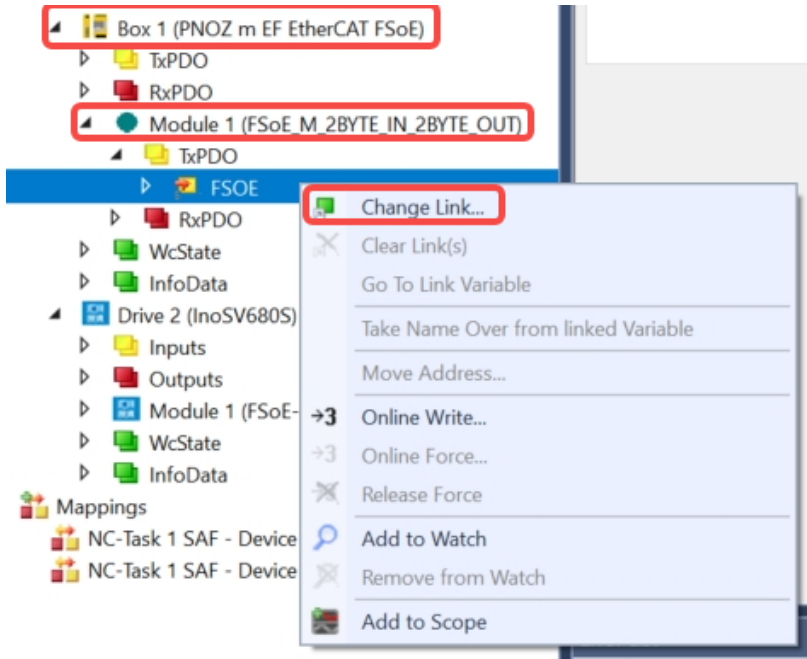 Box 1 (PNOZ m EF EtherCAT FSoE)
TxPDO
RxPDO
Module 1 (FSoE_M_2BYTE_IN_2BYTE_OUT)
TxPDO
FSOE
Change Link...
RxPDO
Clear Link(s)
WcState
InfoData
Go To Link Variable
Drive 2 (InoSV680S)
Take Name Over from linked Variable
Inputs
Move Address...
Outputs
Module 1 (FSoE-
→3 Online Write...
WcState
→3 Online Force...
InfoData
Release Force
Mappings
NC-Task 1 SAF - Device
Add to Watch
NC-Task 1 SAF - Device
Remove from Watch
Add to Scope